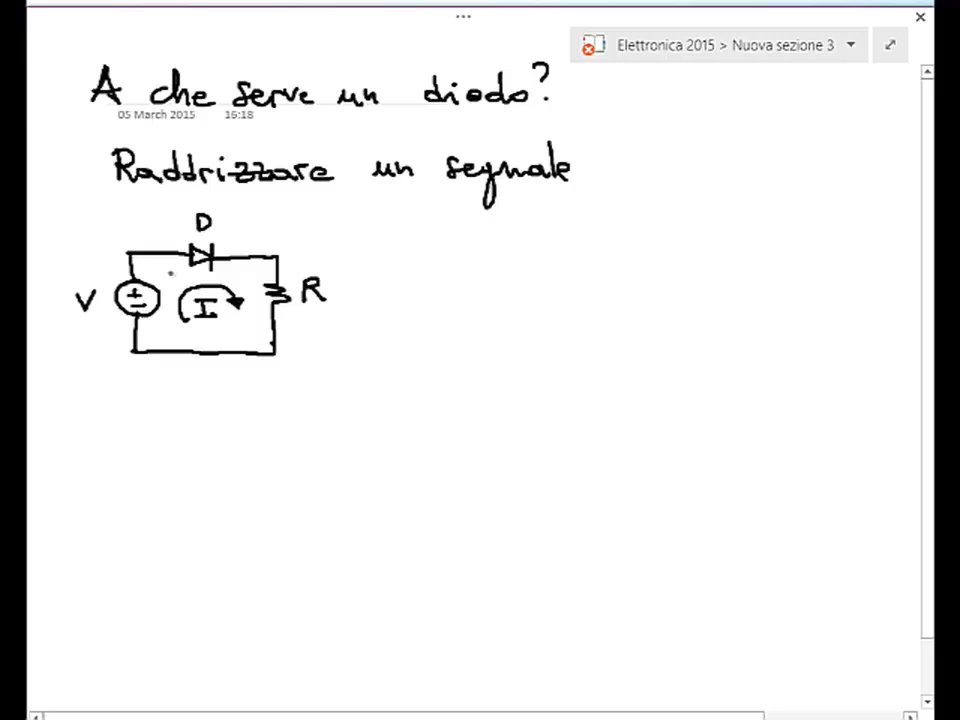 Elettronica 2015 > Nuova sezione 3
A che serve un diodo?
05 March 2015 16:18
Raddrizzare un segnale
D
V
+
I
R